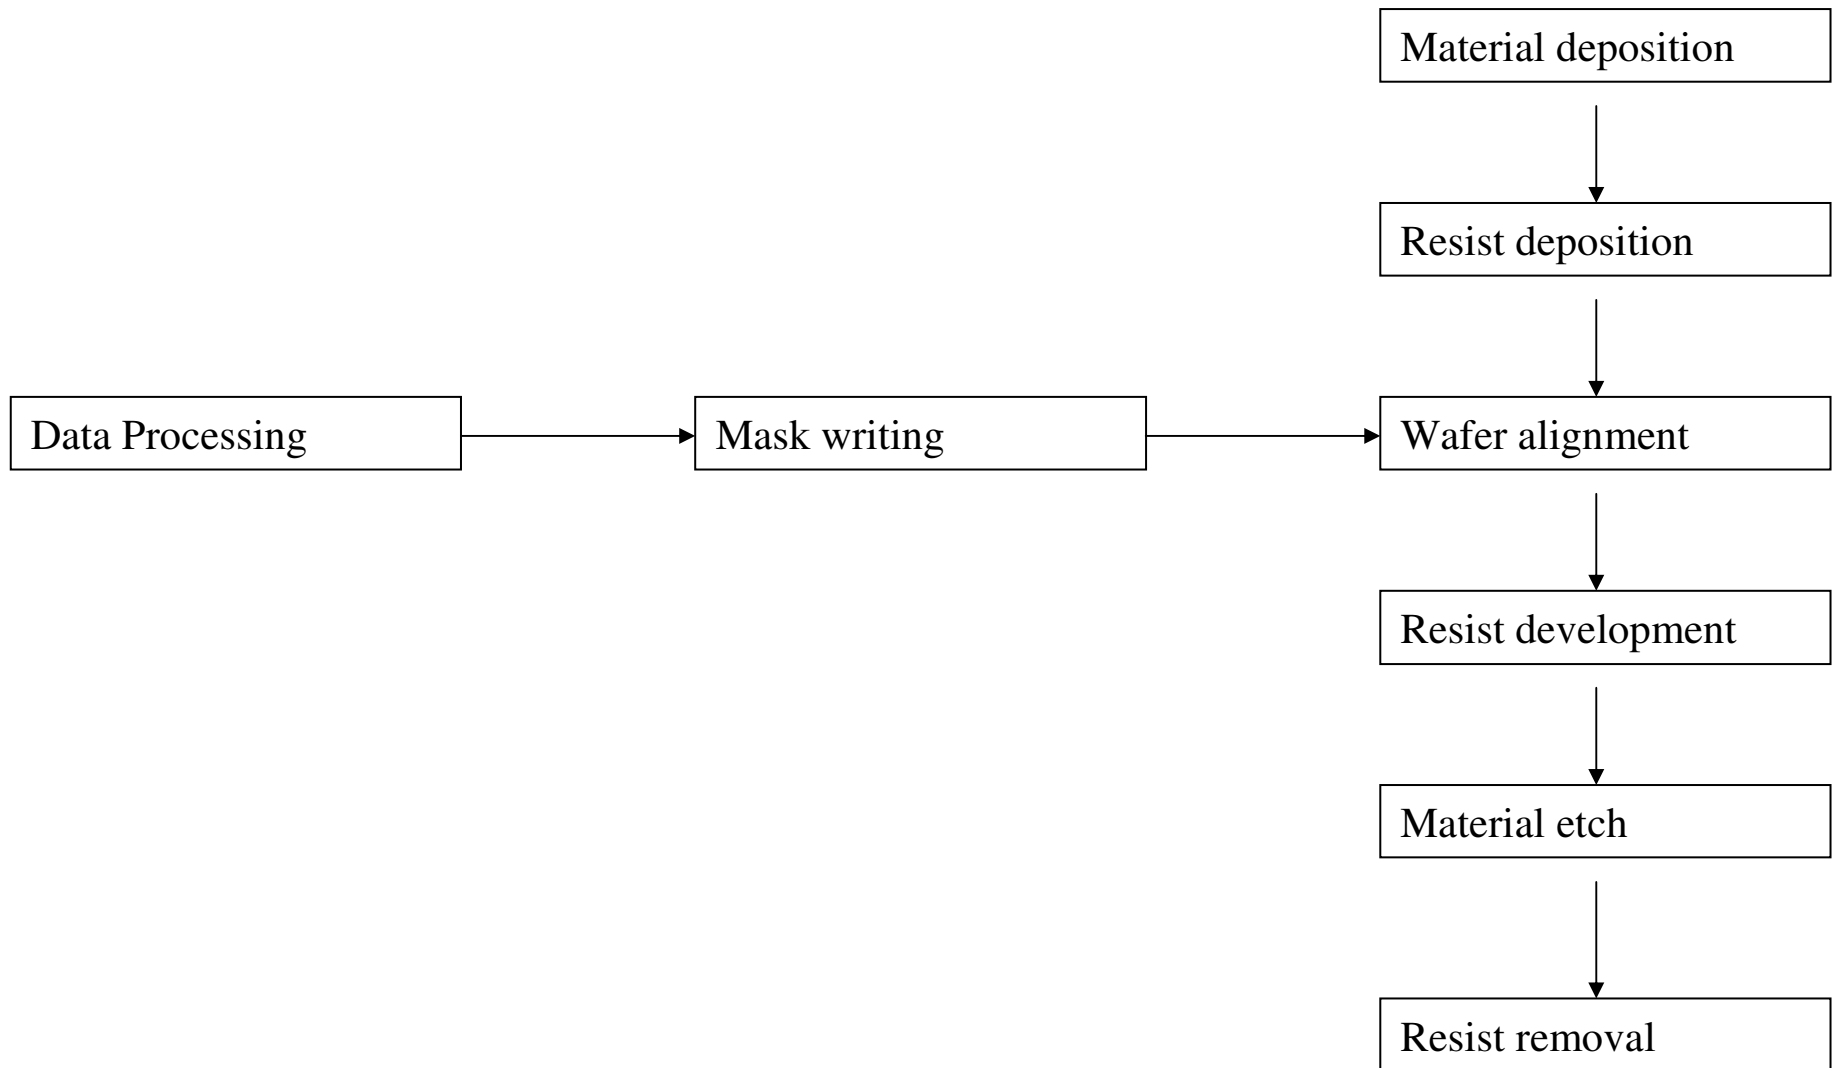 Material deposition
Resist deposition
Data Processing
Mask writing
Wafer alignment
Resist development
Material etch
Resist removal